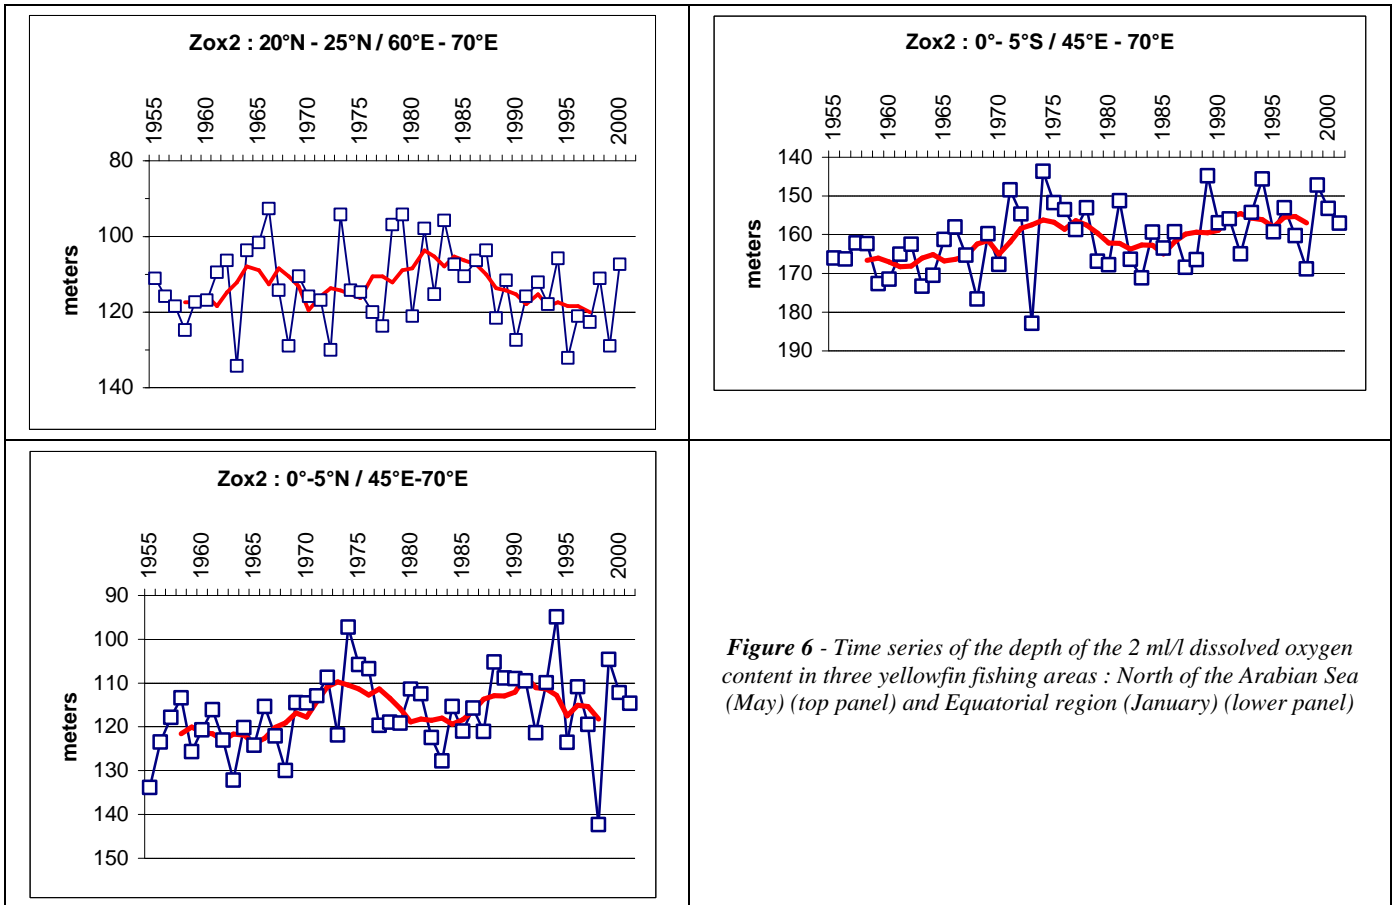 Zox2 : 20°N - 25°N / 60°E - 70°E
1955 1960 1965 1970 1975 1980 1985 1990 1995 2000
80
100
120
140
meters
Zox2 : 0°- 5°S / 45°E - 70°E
1955 1960 1965 1970 1975 1980 1985 1990 1995 2000
140
150
160
170
180
190
meters
Zox2 : 0°-5°N / 45°E-70°E
1955 1960 1965 1970 1975 1980 1985 1990 1995 2000
90
100
110
120
130
140
150
meters
Figure 6 - Time series of the depth of the 2 ml/l dissolved oxygen
content in three yellowfin fishing areas : North of the Arabian Sea
(May) (top panel) and Equatorial region (January) (lower panel)